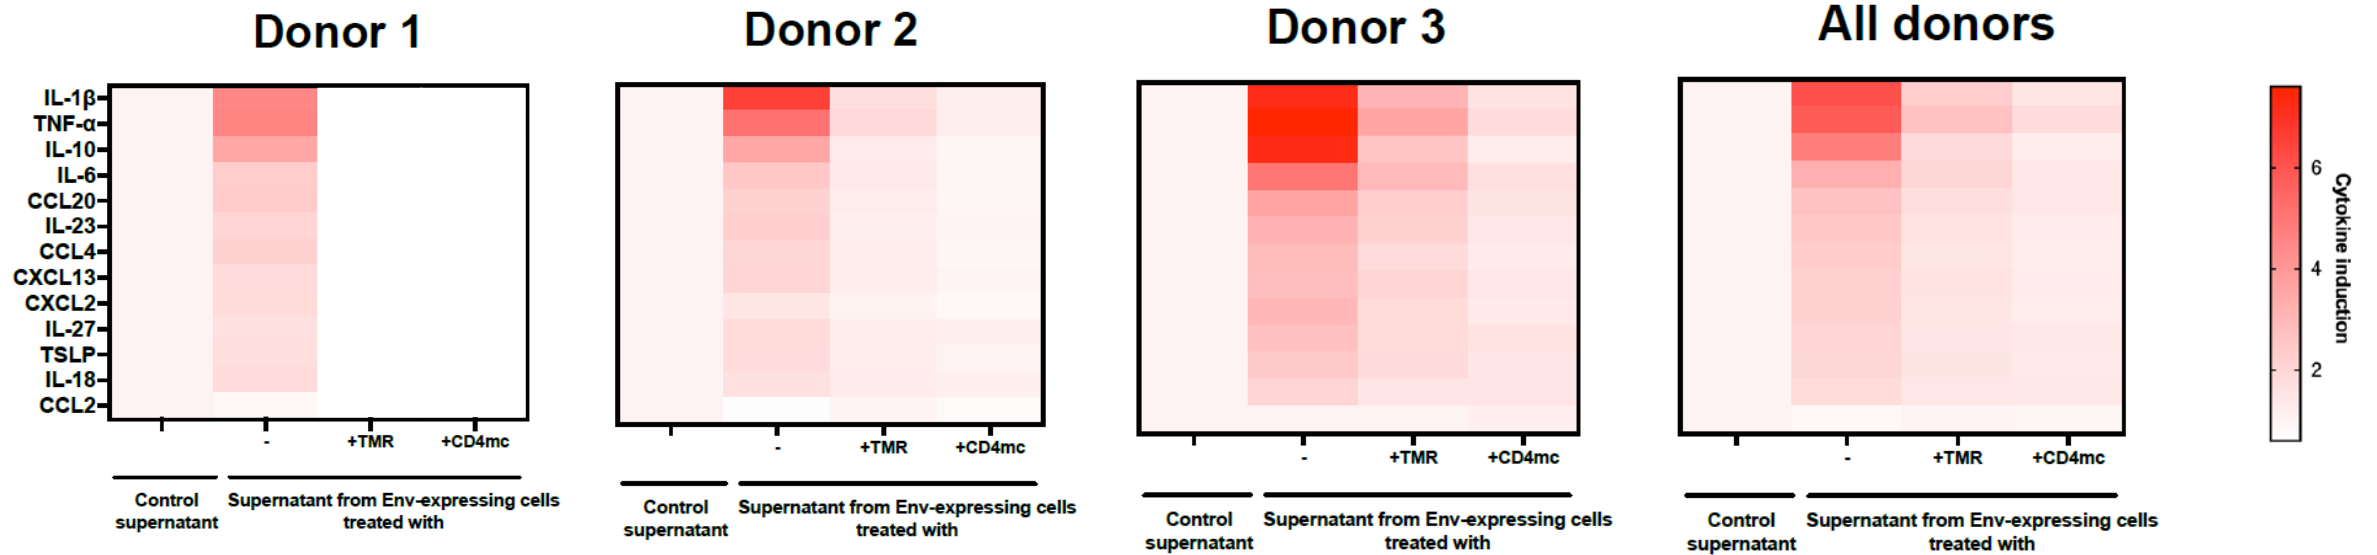 Donor 1
Donor 2
Donor 3
All donors
IL-1β
TNF-α
IL-10
IL-6
CCL20
IL-23
CCL4
CXCL13
CXCL2
IL-27
TSLP
IL-18
CCL2
- +TMR +CD4mc
Control
supernatant
Supernatant from Env-expressing cells
treated with
- +TMR +CD4mc
Control
supernatant
Supernatant from Env-expressing cells
treated with
- +TMR +CD4mc
Control
supernatant
Supernatant from Env-expressing cells
treated with
- +TMR +CD4mc
Control
supernatant
Supernatant from Env-expressing cells
treated with
6
4
2
Cytokine induction